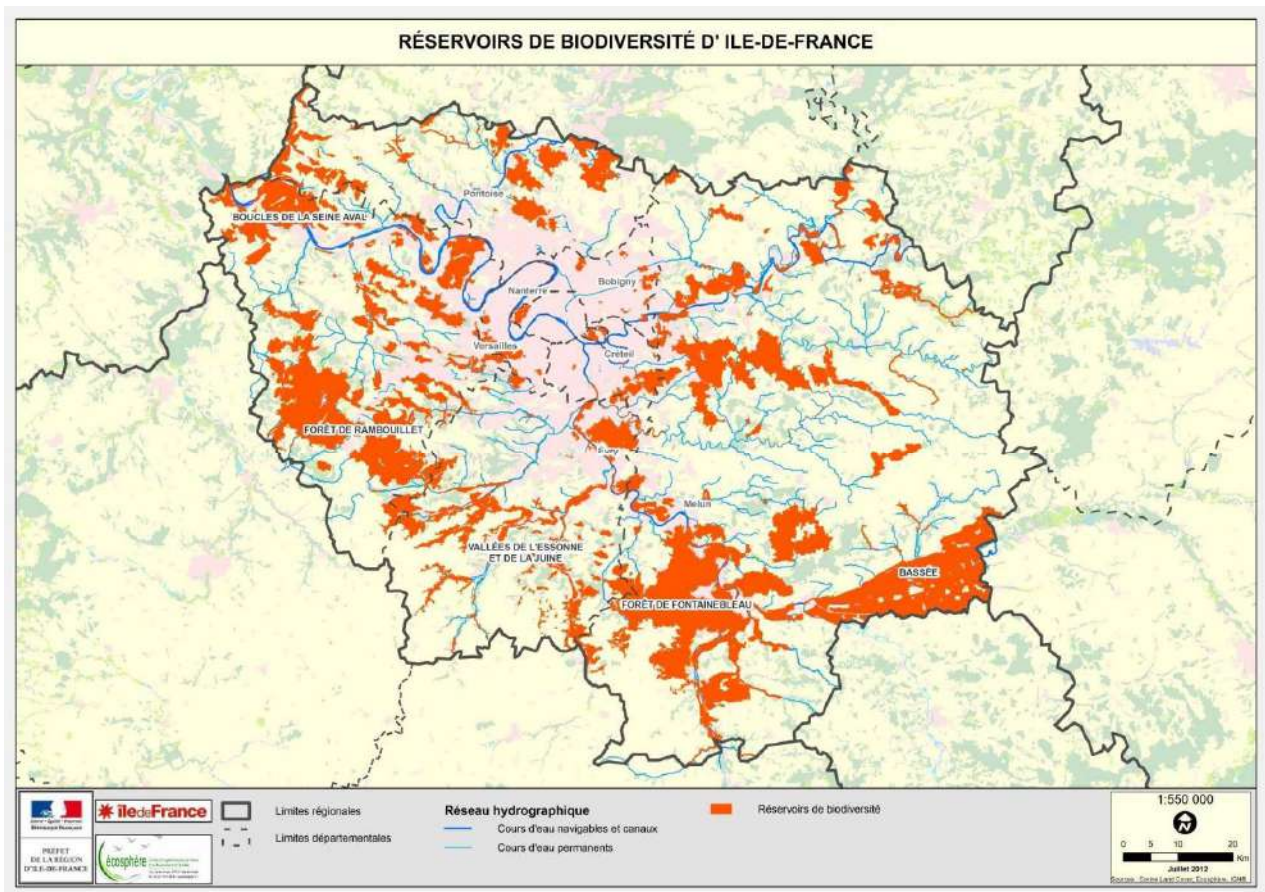 RÉSERVOIRS DE BIODIVERSITÉ D' ILE-DE-FRANCE
Pontoise
BOUCLES DE LA SEINE AVAL
Nanterre
Bobigny
Versailles
Créteil
FORÊT DE RAMBOUILLET
Evry
Melun
VALLÉES DE L'ESSONNE
ET DE LA JUINE
BASSÉE
FORÊT DE FONTAINEBLEAU
îledeFrance
PREFET
DE LA RÉGION
D'ILE-DE-FRANCE
écosphère
Limites régionales
Limites départementales
Réseau hydrographique
Cours d'eau navigables et canaux
Cours d'eau permanents
Réservoirs de biodiversité
1:550 000
N
0 5 10 20
Km
Juillet 2012